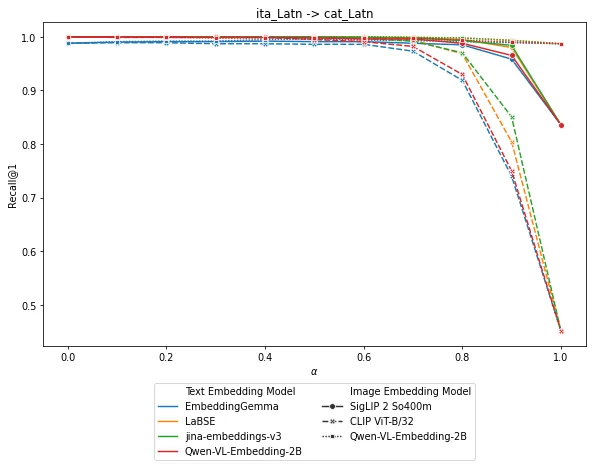 ita_Latn -> cat_Latn
Recall@1
1.0
0.9
0.8
0.7
0.6
0.5
0.0 0.2 0.4 0.6 0.8 1.0
α
Text Embedding Model
EmbeddingGemma
LaBSE
jina-embeddings-v3
Qwen-VL-Embedding-2B
Image Embedding Model
SigLIP 2 So400m
CLIP ViT-B/32
Qwen-VL-Embedding-2B